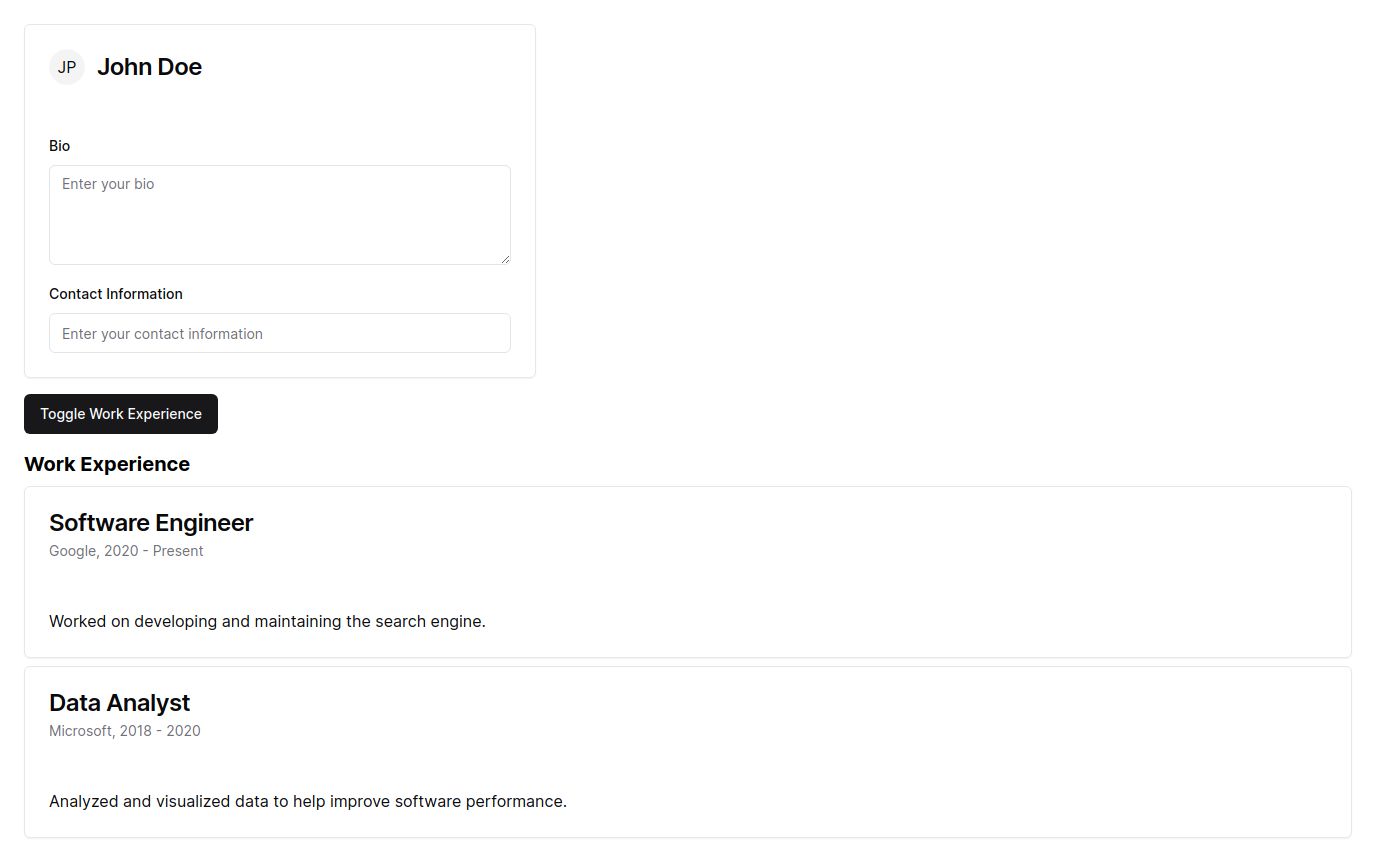 JP John Doe
Bio
Enter your bio
Contact Information
Enter your contact information
Toggle Work Experience
Work Experience
Software Engineer
Google, 2020 - Present
Worked on developing and maintaining the search engine.
Data Analyst
Microsoft, 2018 - 2020
Analyzed and visualized data to help improve software performance.